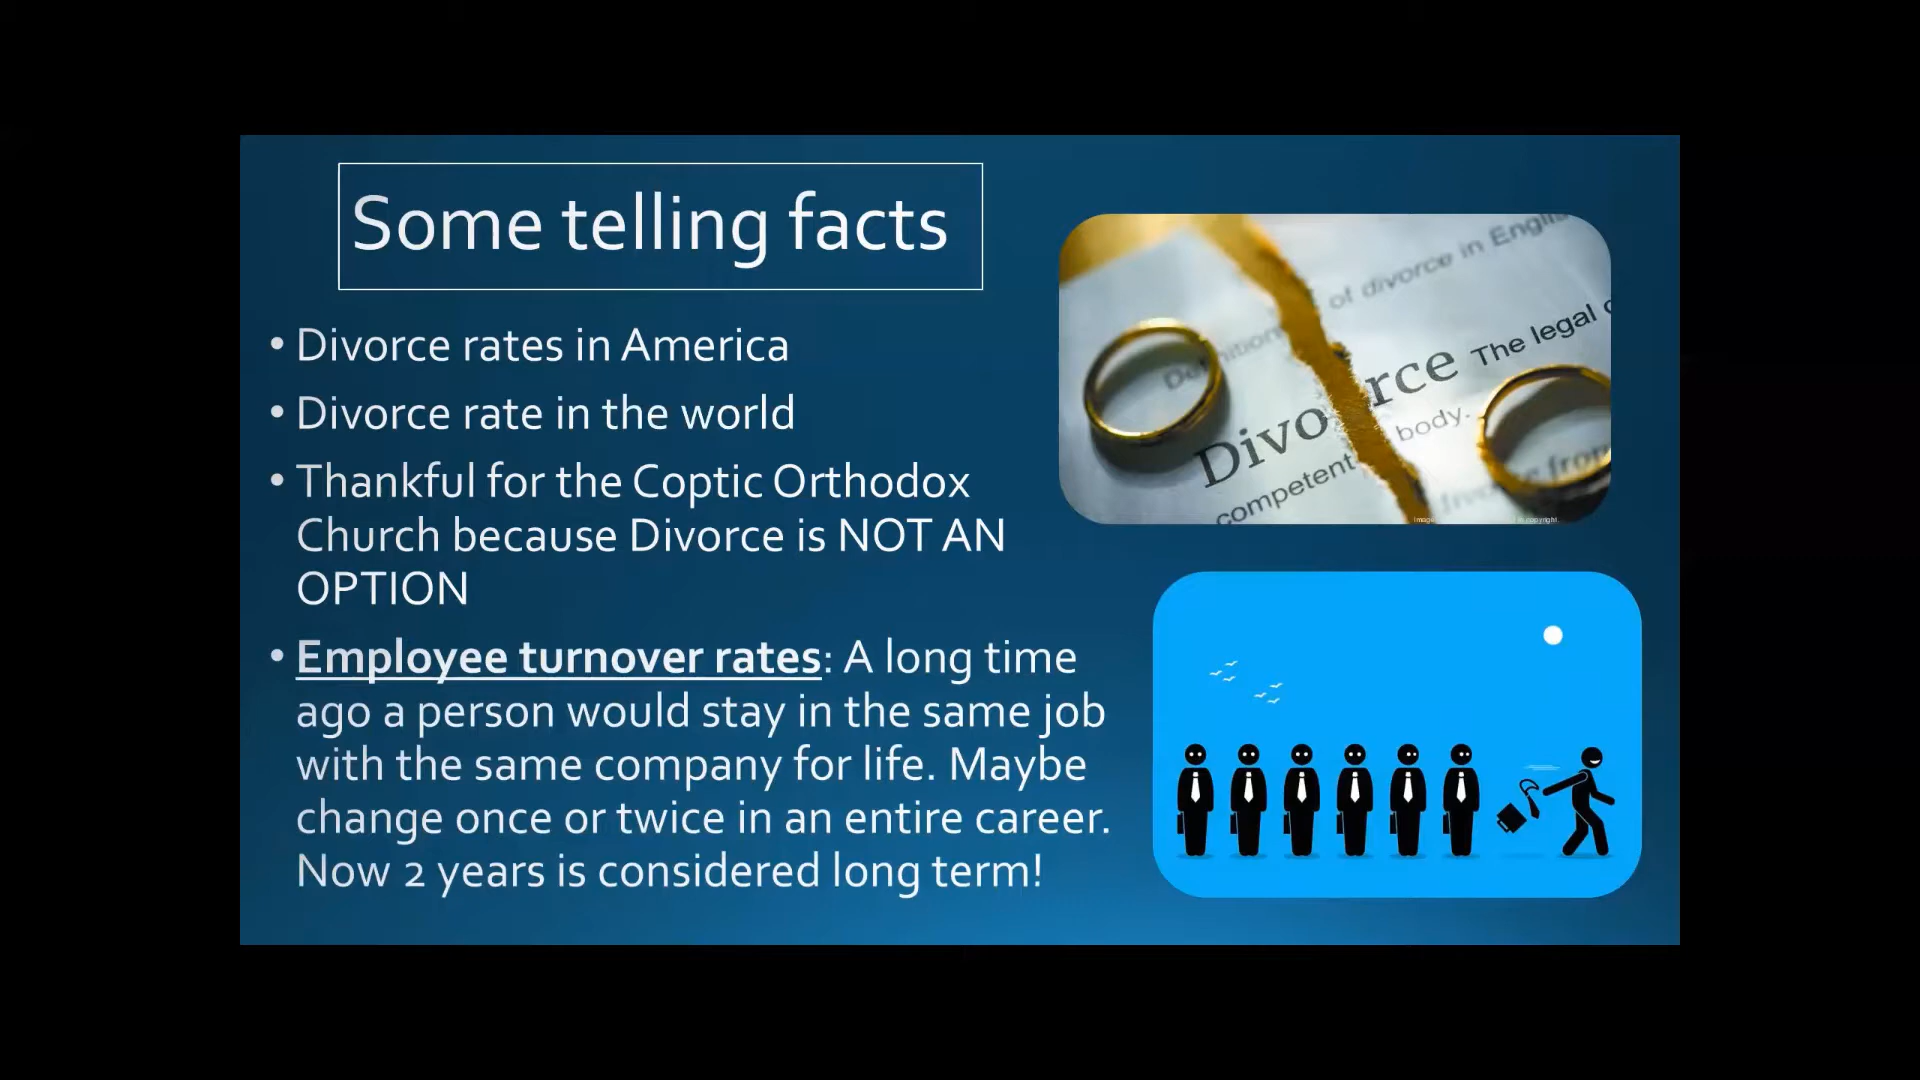 Some telling facts
• Divorce rates in America
• Divorce rate in the world
• Thankful for the Coptic Orthodox
Church because Divorce is NOT AN
OPTION
• Employee turnover rates: A long time
ago a person would stay in the same job
with the same company for life. Maybe
change once or twice in an entire career.
Now 2 years is considered long term!
of divorce in English
Divo rce The legal
body.
competent